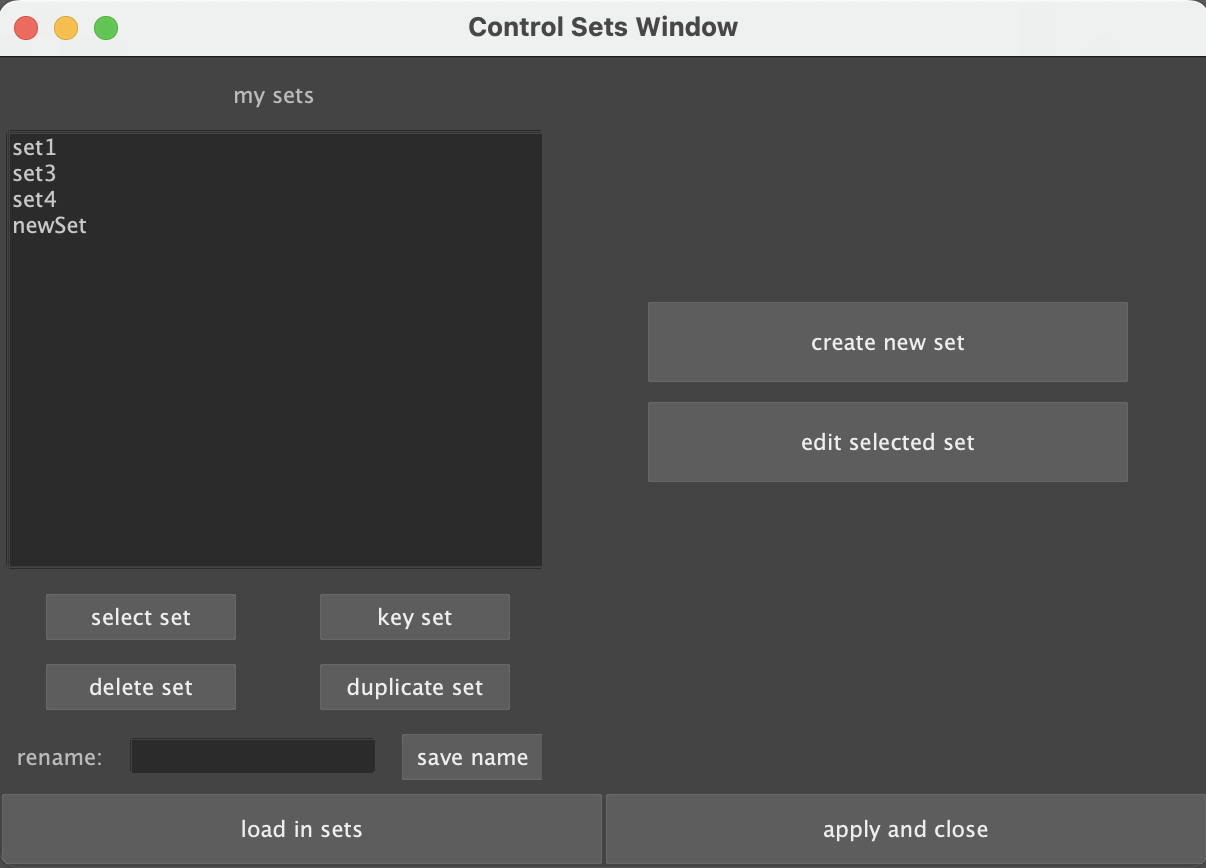 Control Sets Window
my sets
set1
set3
set4
newSet
create new set
edit selected set
select set
key set
delete set
duplicate set
rename:
save name
load in sets
apply and close